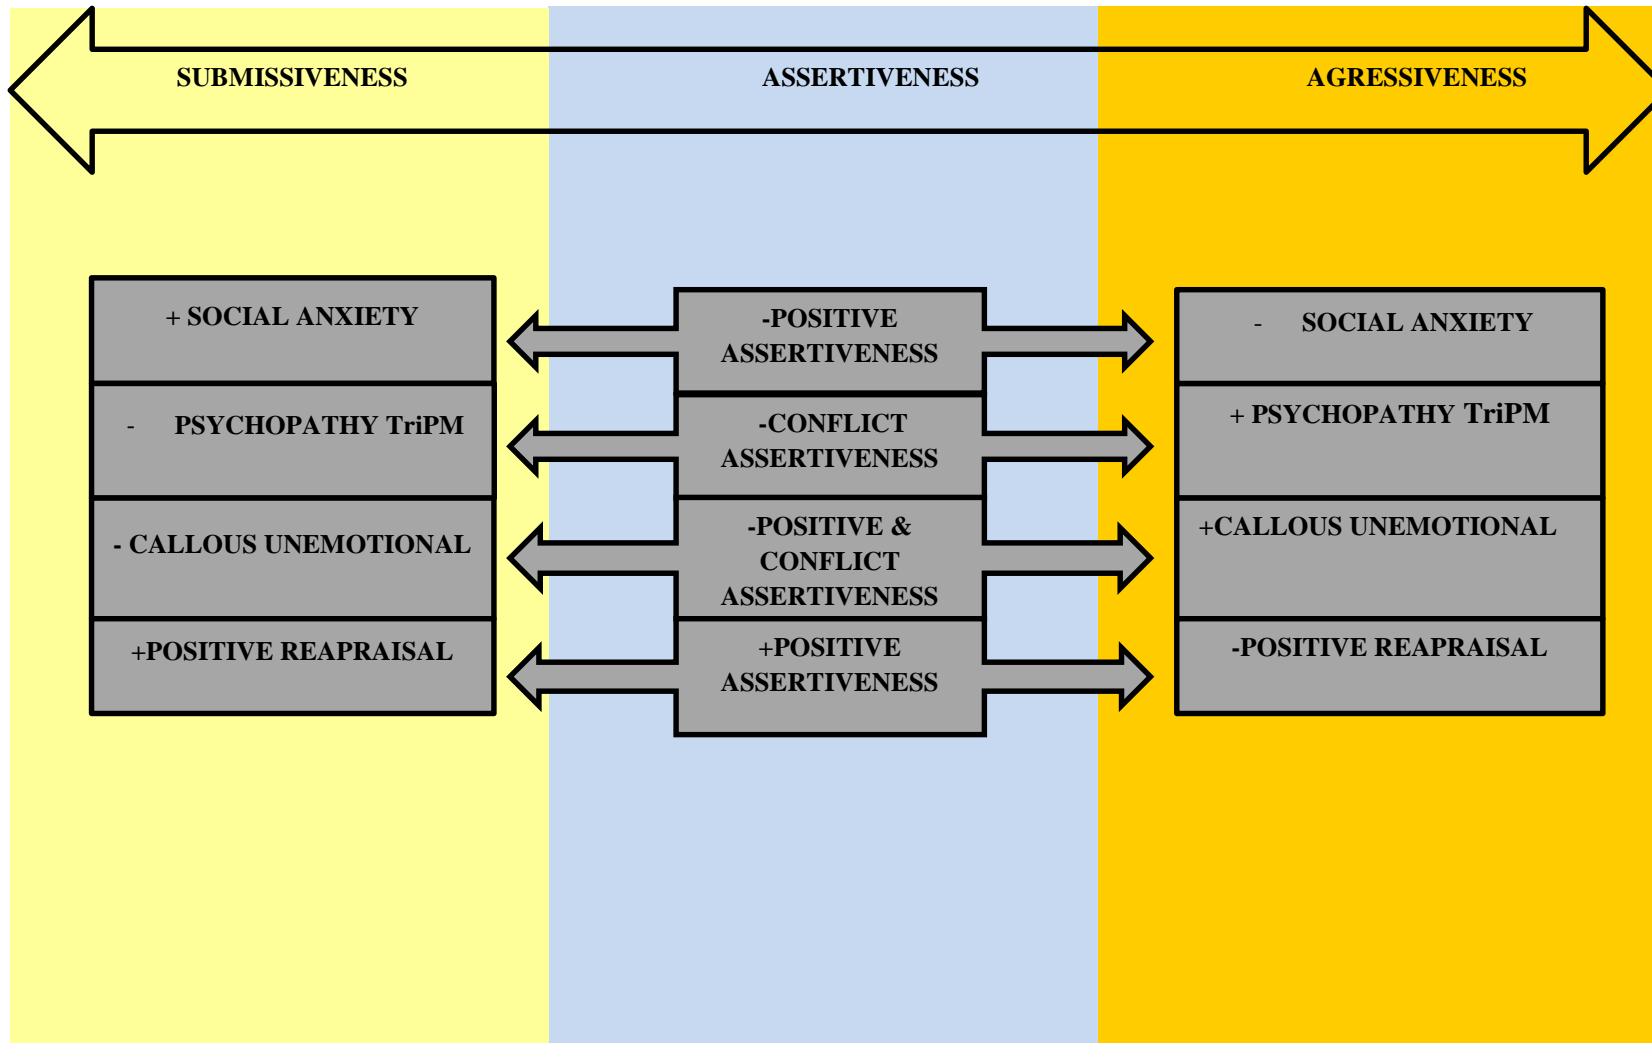 SUBMISSIVENESS ASSERTIVENESS AGRESSIVENESS
+ SOCIAL ANXIETY
-POSITIVE
ASSERTIVENESS
- SOCIAL ANXIETY
- PSYCHOPATHY TriPM
-CONFLICT
ASSERTIVENESS
+ PSYCHOPATHY TriPM
- CALLOUS UNEMOTIONAL
-POSITIVE &
CONFLICT
ASSERTIVENESS
+CALLOUS UNEMOTIONAL
+POSITIVE REAPRAISAL
+POSITIVE
ASSERTIVENESS
-POSITIVE REAPRAISAL